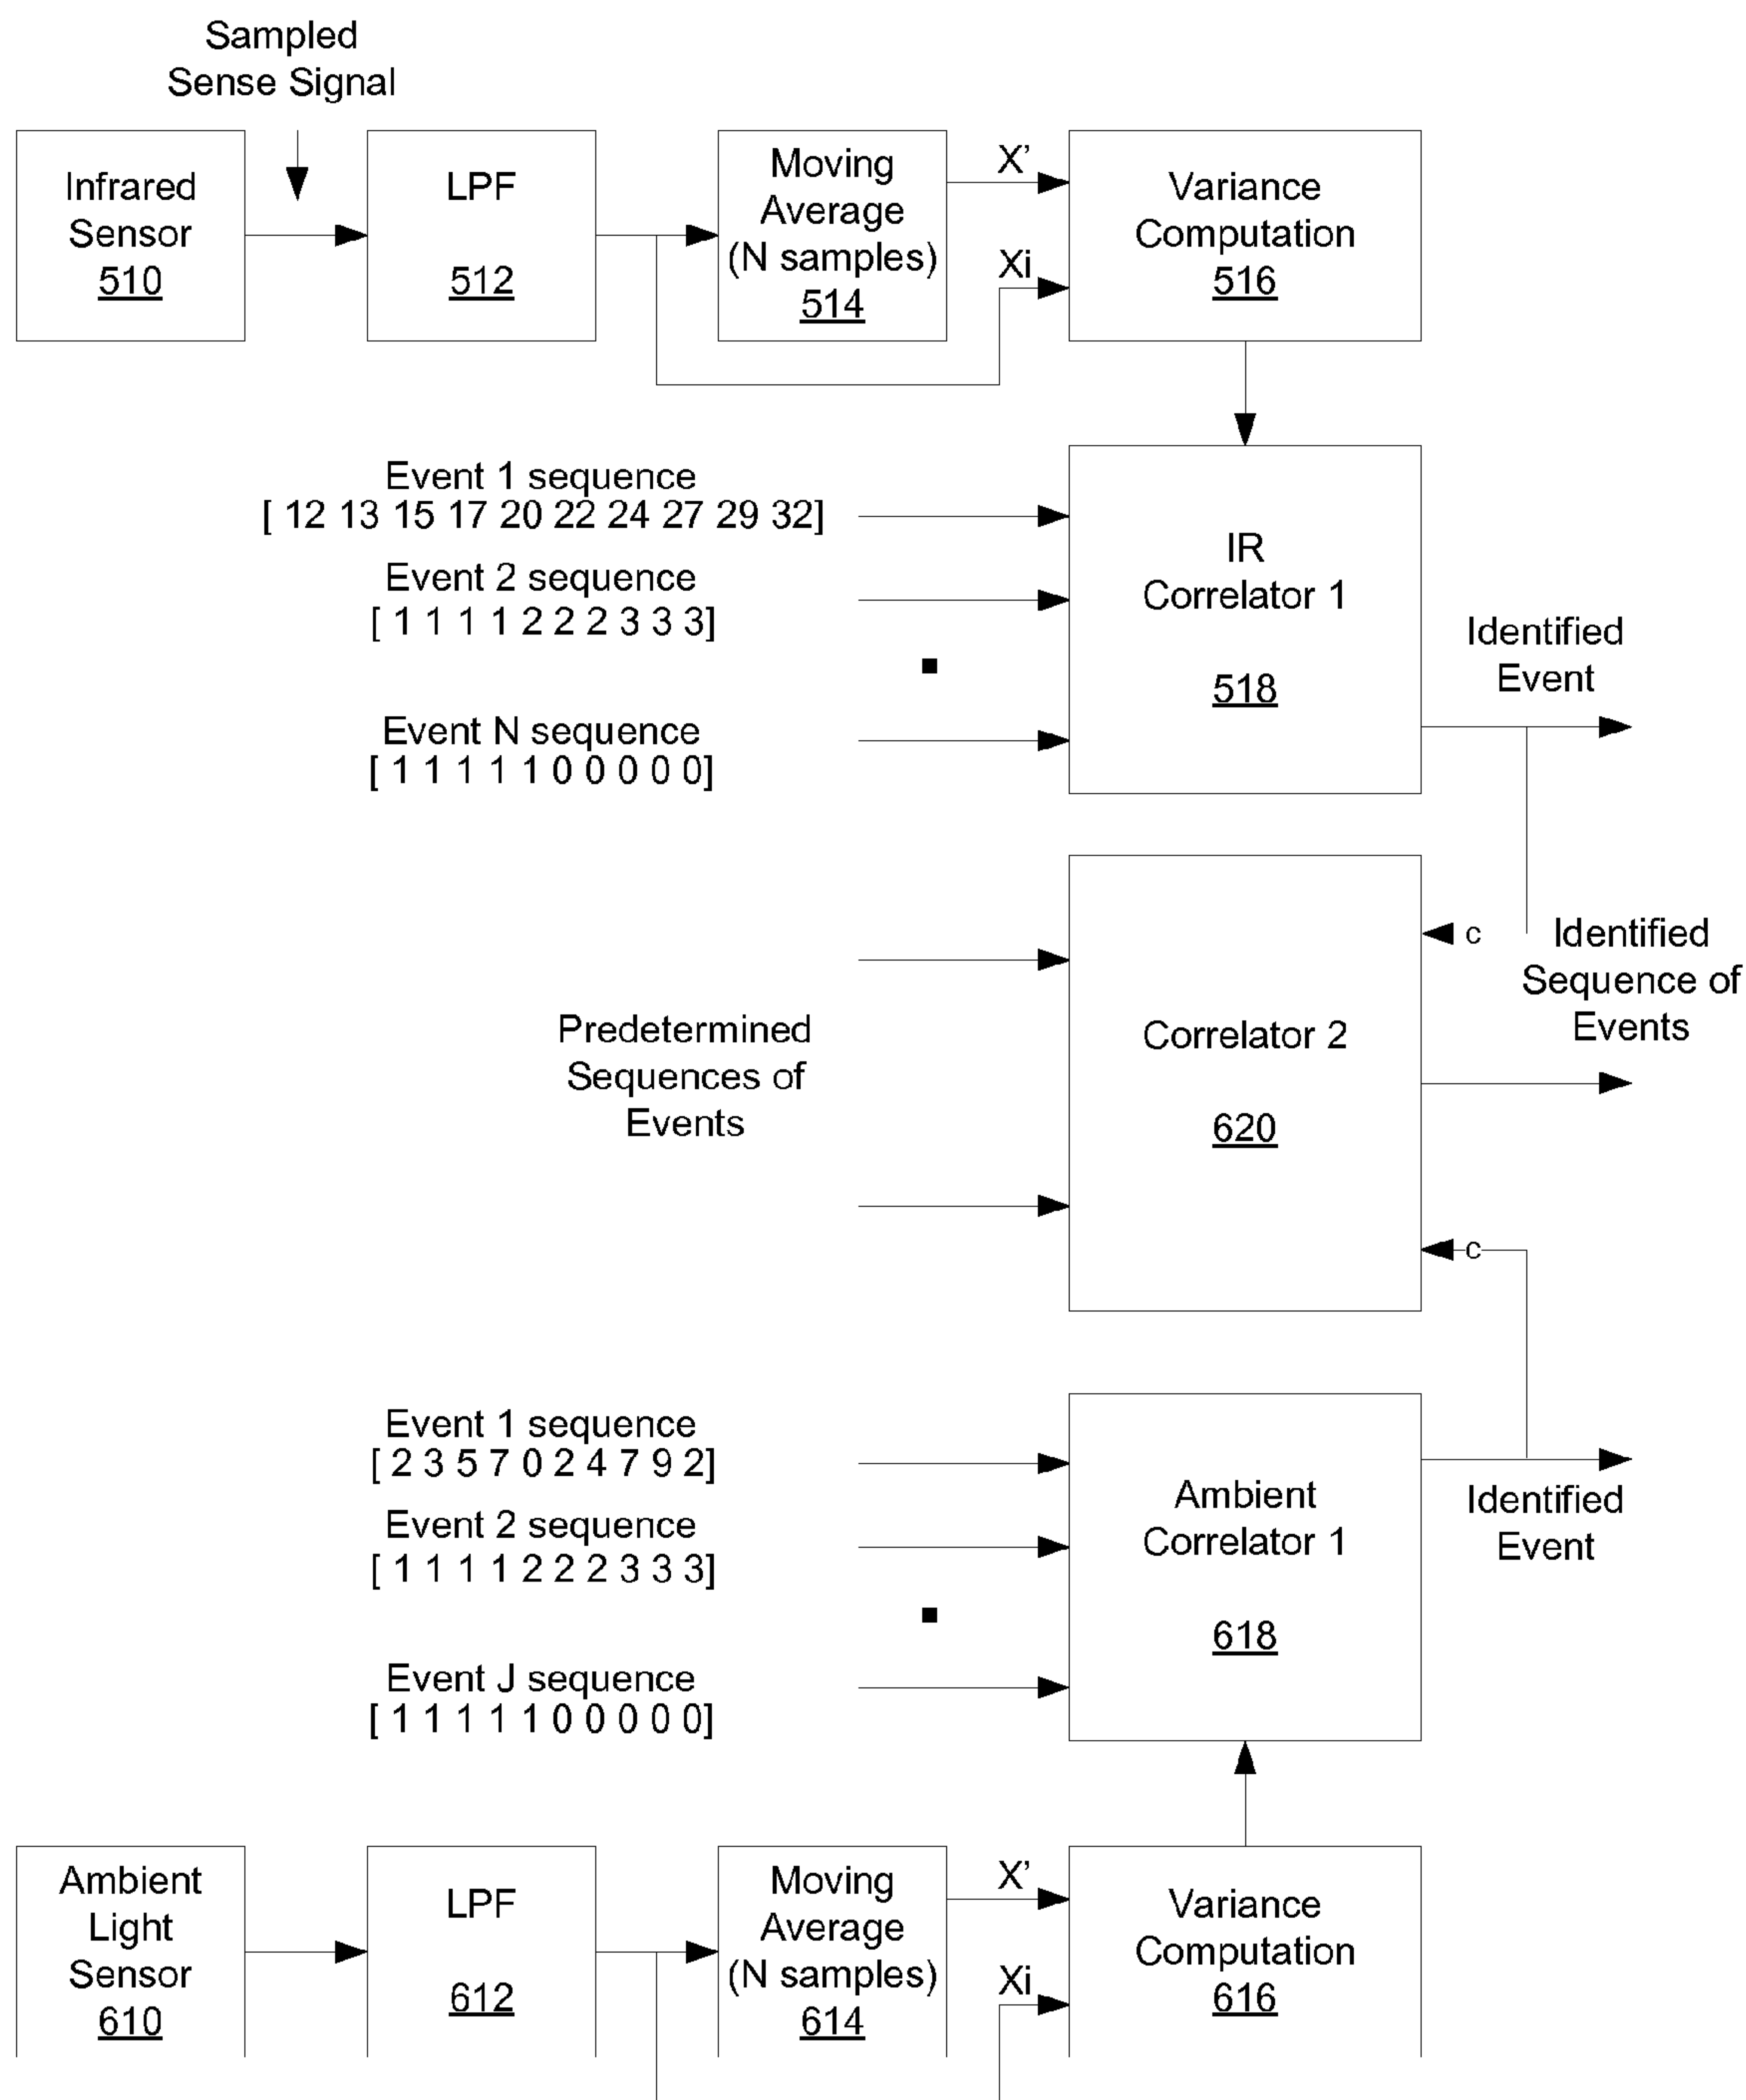 Sampled
Sense Signal
Infrared
Sensor
510
LPF
512
Moving
Average
(N samples)
514
X'
Xi
Variance
Computation
516
Event 1 sequence
[ 12 13 15 17 20 22 24 27 29 32]
Event 2 sequence
[ 1 1 1 1 2 2 2 3 3 3]
Event N sequence
[ 1 1 1 1 1 0 0 0 0 0]
IR
Correlator 1
518
Identified
Event
Predetermined
Sequences of
Events
Correlator 2
620
c
Identified
Sequence of
Events
c
Event 1 sequence
[ 2 3 5 7 0 2 4 7 9 2]
Event 2 sequence
[ 1 1 1 1 2 2 2 3 3 3]
Event J sequence
[ 1 1 1 1 1 0 0 0 0 0]
Ambient
Correlator 1
618
Identified
Event
Ambient
Light
Sensor
610
LPF
612
Moving
Average
(N samples)
614
X'
Xi
Variance
Computation
616